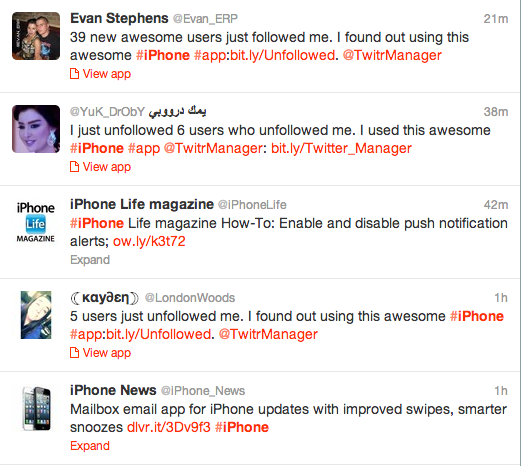 Evan Stephens @Evan_ERP 21m
39 new awesome users just followed me. I found out using this
awesome #iPhone #app:bit.ly/Unfollowed. @TwitrManager
View app
@YuK_DrObY يمك درووبي 38m
I just unfollowed 6 users who unfollowed me. I used this awesome
#iPhone #app @TwitrManager: bit.ly/Twitter_Manager
View app
iPhone Life MAGAZINE
iPhone Life magazine @iPhoneLife 42m
#iPhone Life magazine How-To: Enable and disable push notification
alerts; ow.ly/k3t72
Expand
☾καу∂εη☽ @LondonWoods 1h
5 users just unfollowed me. I found out using this awesome #iPhone
#app:bit.ly/Unfollowed. @TwitrManager
View app
iPhone News @iPhone_News 1h
Mailbox email app for iPhone updates with improved swipes, smarter
snoozes dlvr.it/3Dv9f3 #iPhone
Expand